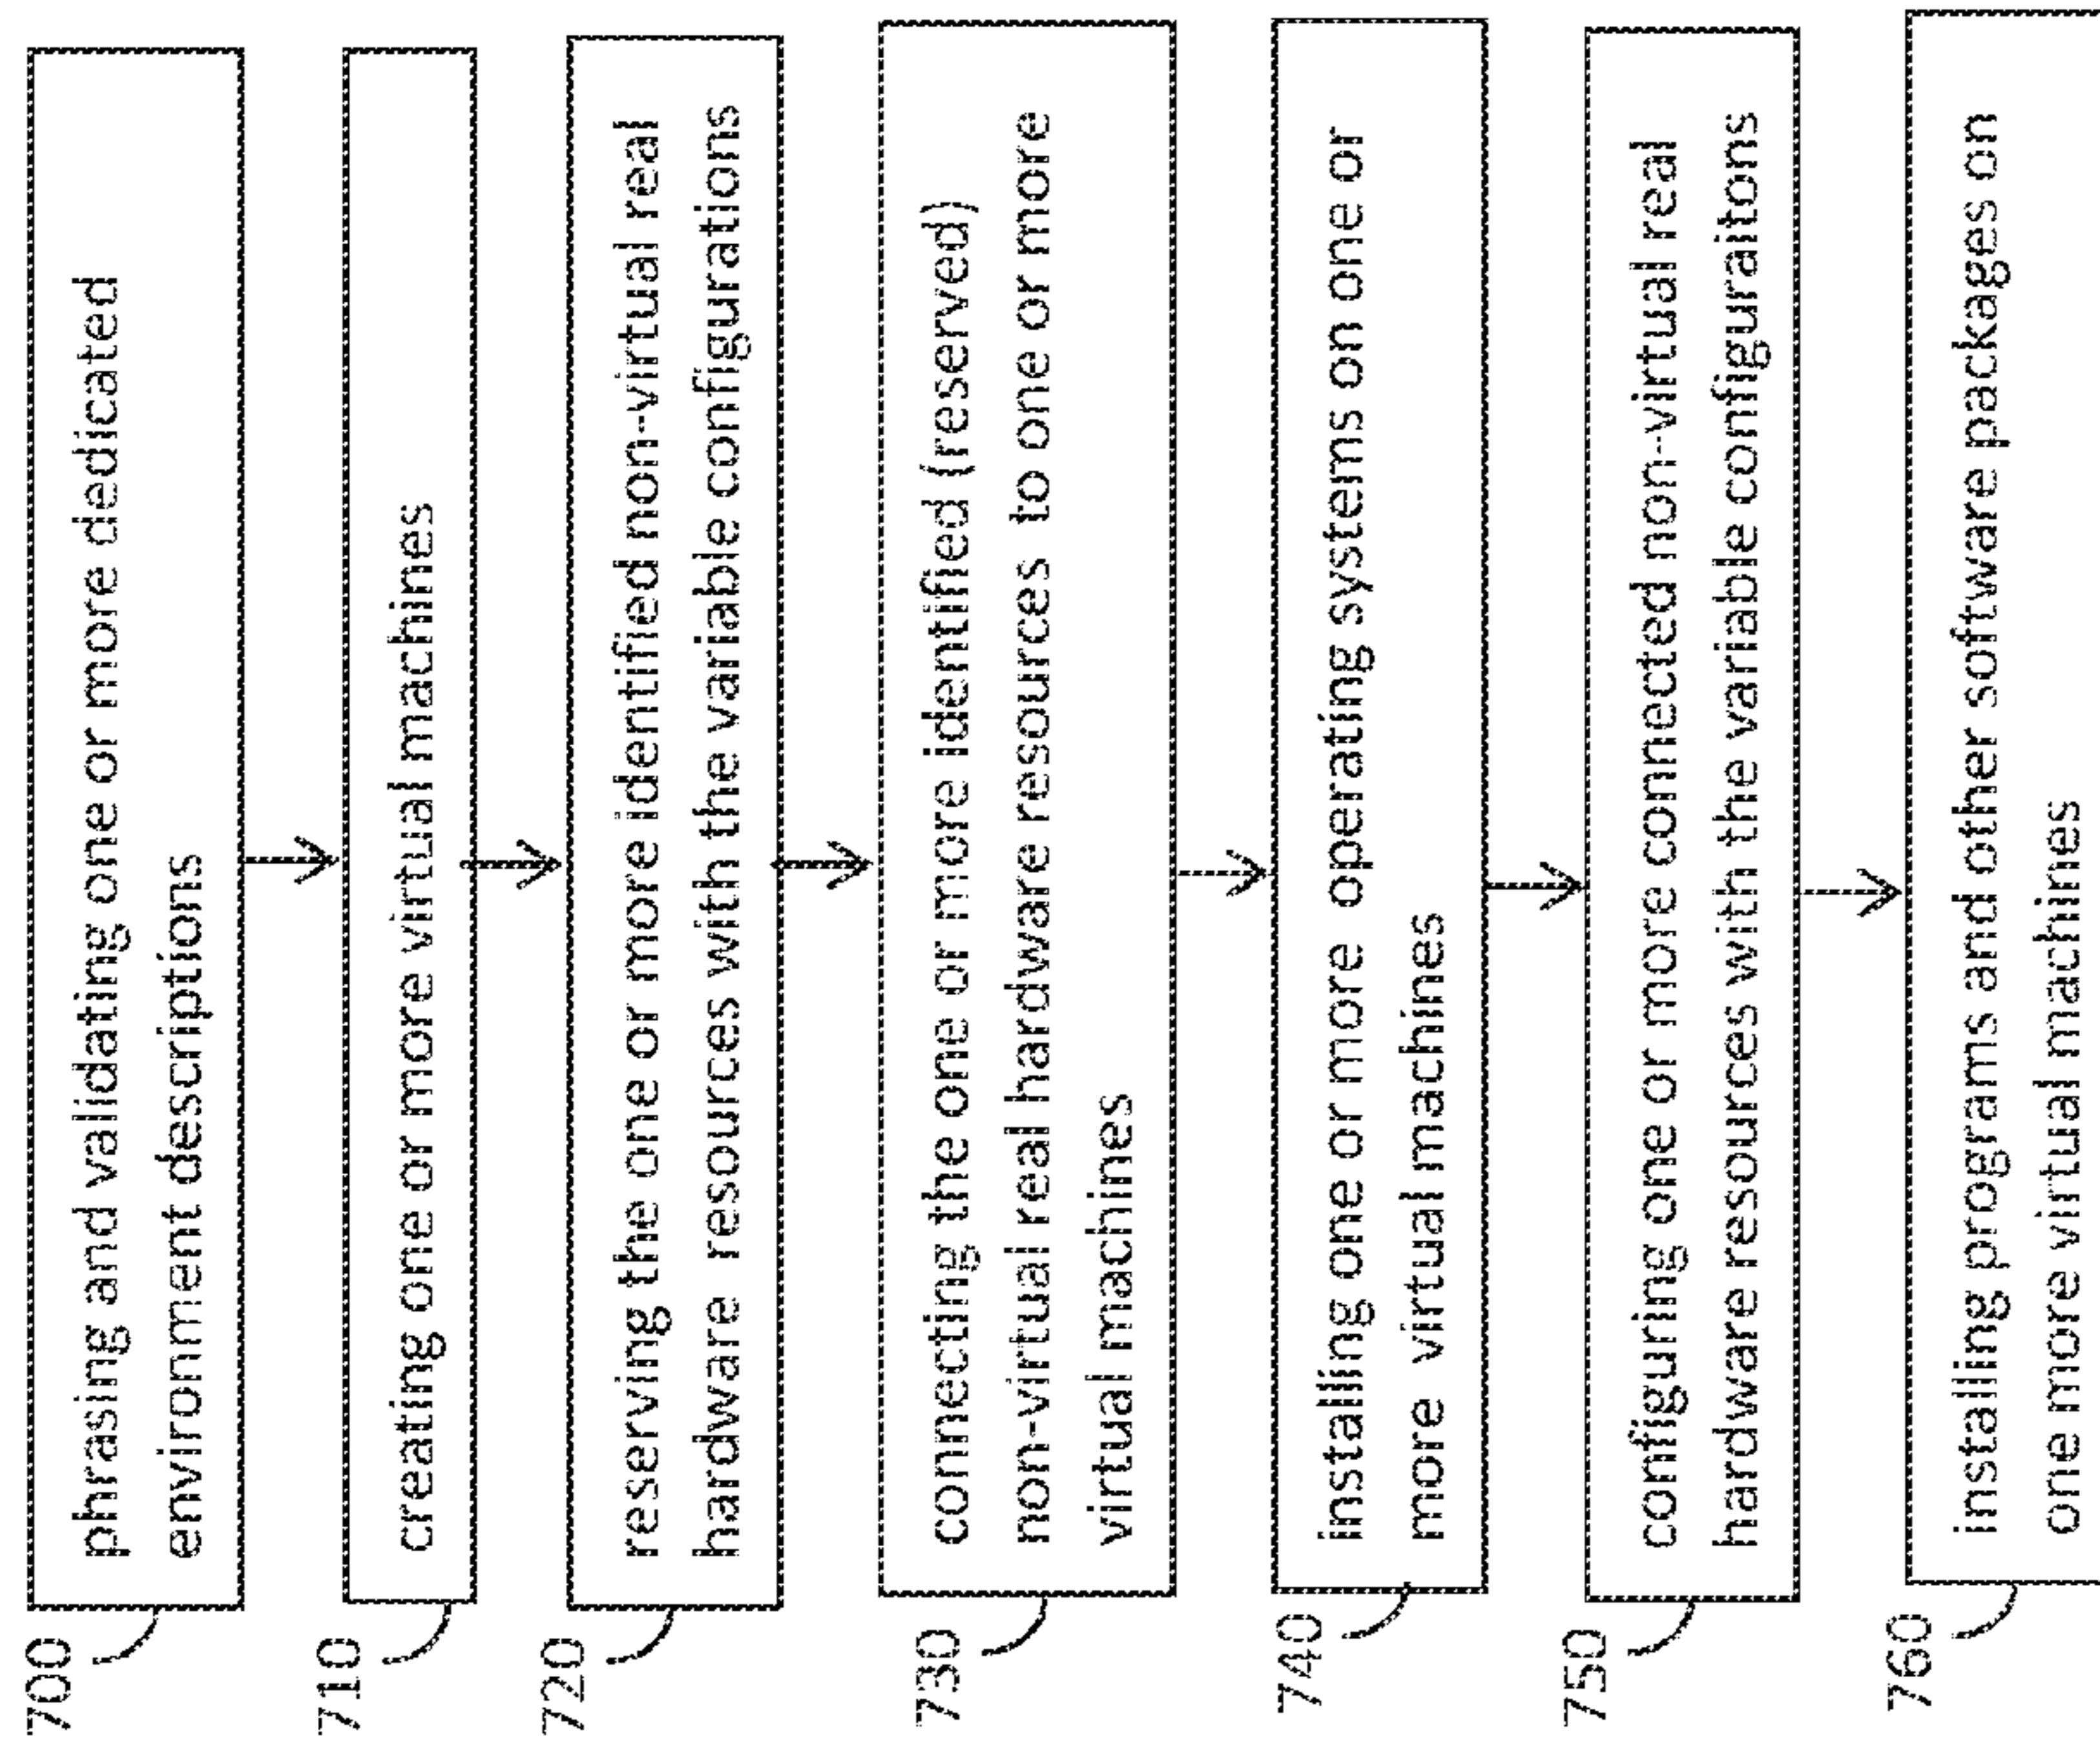 700
phrasing and validating one or more dedicated
environment descriptions
710
creating one or more virtual machines
720
reserving the one or more identified non-virtual real
hardware resources with the variable configurations
730
connecting the one or more identified (reserved)
non-virtual real hardware resources to one or more
virtual machines
740
installing one or more operating systems on one or
more virtual machines
750
configuring one or more connected non-virtual real
hardware resources with the variable configuraitons
760
installing programs and other software packages on
one more virtual machines